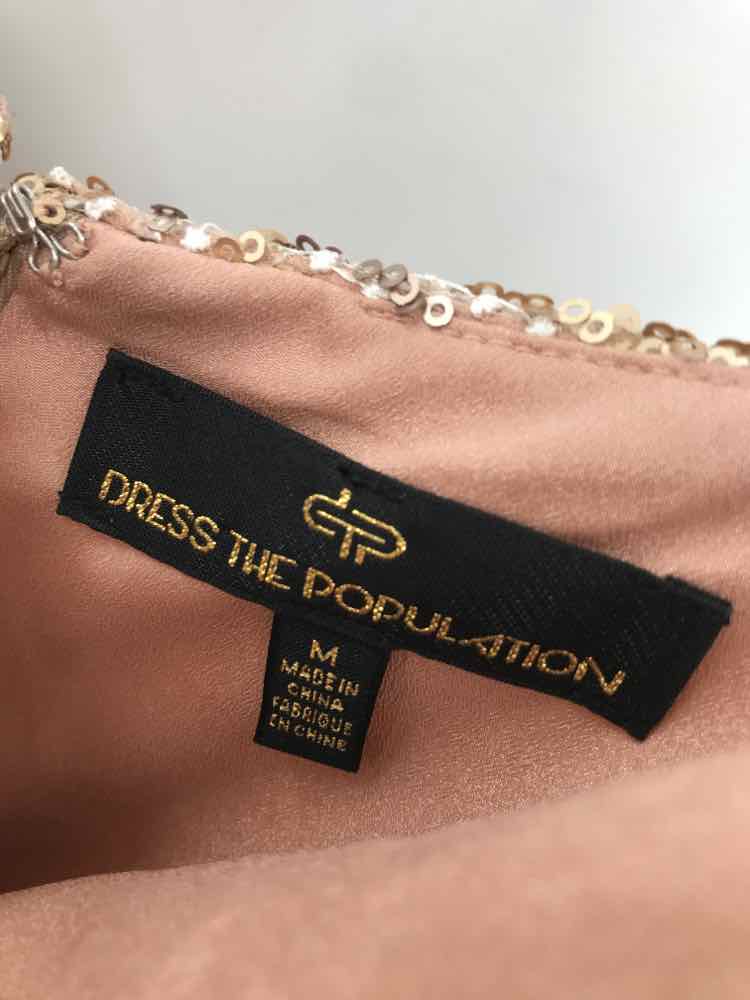 DRESS THE POPULATION
M
MADE IN
CHINA
FABRIQUE
EN CHINE